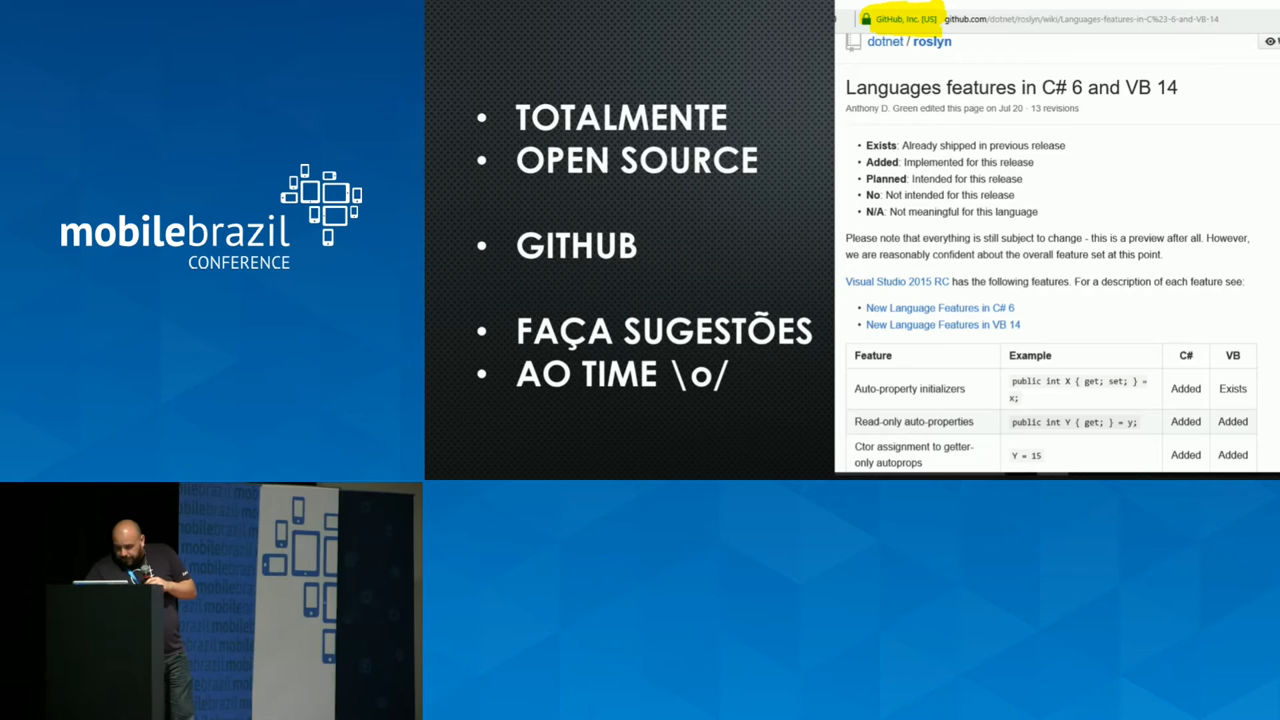 mobilebrazil
CONFERENCE
• TOTALMENTE
• OPEN SOURCE
• GITHUB
• FAÇA SUGESTÕES
• AO TIME \o/
GitHub, Inc. [US] github.com/dotnet/roslyn/wiki/Languages-features-in-C%23-6-and-VB-14
dotnet / roslyn
Languages features in C# 6 and VB 14
Anthony D. Green edited this page on Jul 20 · 13 revisions
• Exists: Already shipped in previous release
• Added: Implemented for this release
• Planned: Intended for this release
• No: Not intended for this release
• N/A: Not meaningful for this language
Please note that everything is still subject to change - this is a preview after all. However,
we are reasonably confident about the overall feature set at this point.
Visual Studio 2015 RC has the following features. For a description of each feature see:
• New Language Features in C# 6
• New Language Features in VB 14
Feature Example C# VB
Auto-property initializers public int X { get; set; } = x; Added Exists
Read-only auto-properties public int Y { get; } = y; Added Added
Ctor assignment to getter-only autoprops Y = 15 Added Added
mobilebrazil